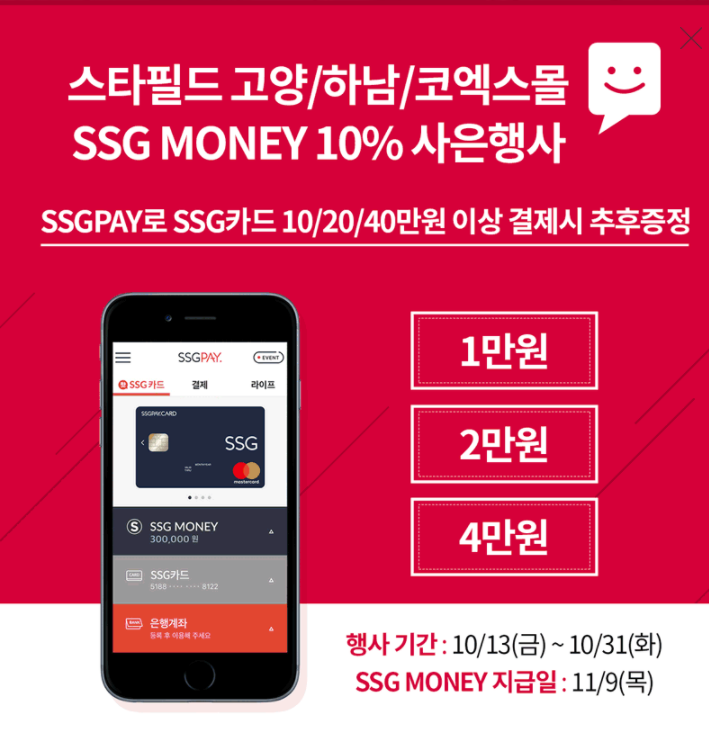 스타필드 고양/하남/코엑스몰
SSG MONEY 10% 사은행사
SSGPAY로 SSG카드 10/20/40만원 이상 결제시 추후증정
SSGPAY.
EVENT
SSG카드 결제 라이프
SSGPAY.CARD
SSG
mastercard
SSG MONEY
300,000 원
CARD
SSG카드
5188 ···· ···· 8122
BANK
은행계좌
등록 후 이용해 주세요
1만원
2만원
4만원
행사 기간 : 10/13(금) ~ 10/31(화)
SSG MONEY 지급일 : 11/9(목)